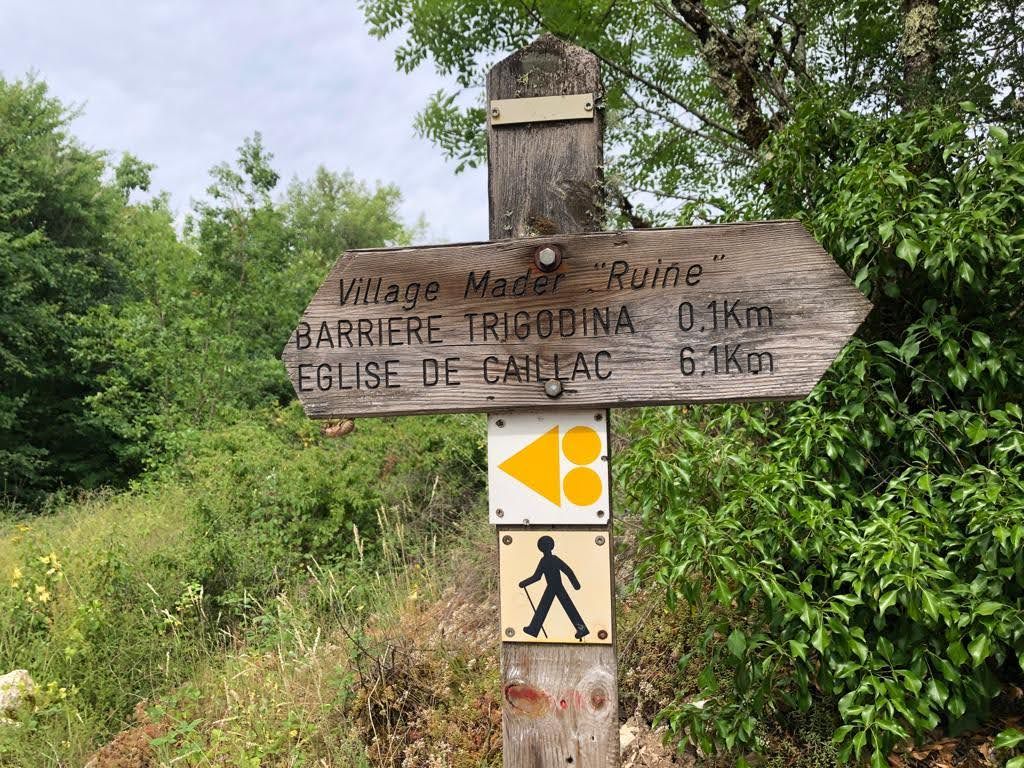 Village Mader "Ruine"
BARRIERE TRIGODINA 0,1Km
EGLISE DE CAILLAC 6,1Km